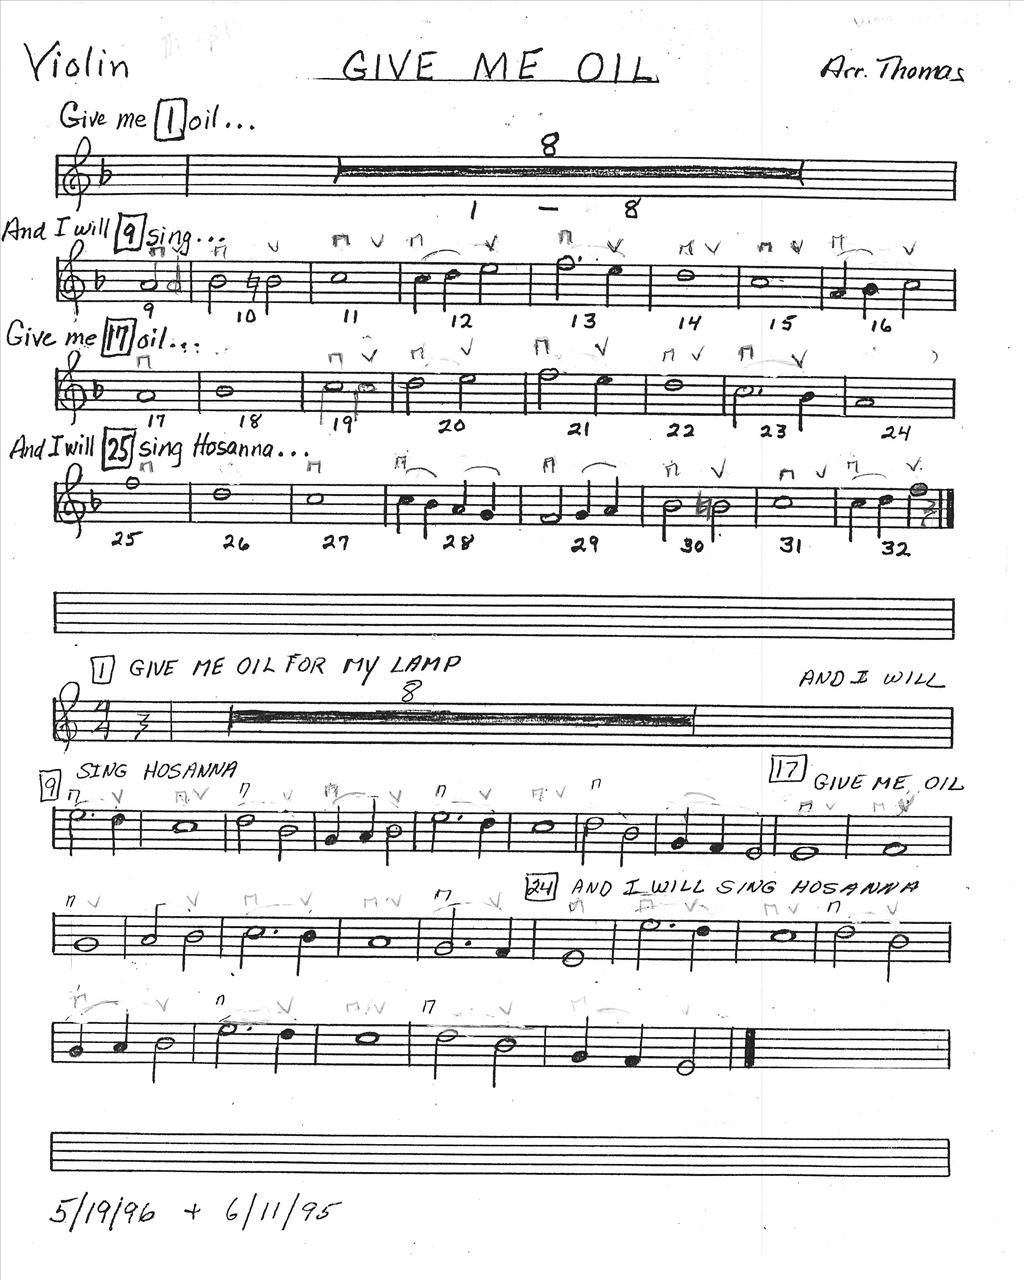 Violin GIVE ME OIL Arr. Thomas
Give me 1 oil...
8
1 — 8
And I will 9 sing...
9 10 11 12 13 14 15 16
Give me 17 oil...
17 18 19 20 21 22 23 24
And I will 25 sing Hosanna...
25 26 27 28 29 30 31 32
1 GIVE ME OIL FOR MY LAMP AND I WILL
8
4
4
9 SING HOSANNA 17 GIVE ME OIL
24 AND I WILL SING HOSANNA
5/19/96 + 6/11/95